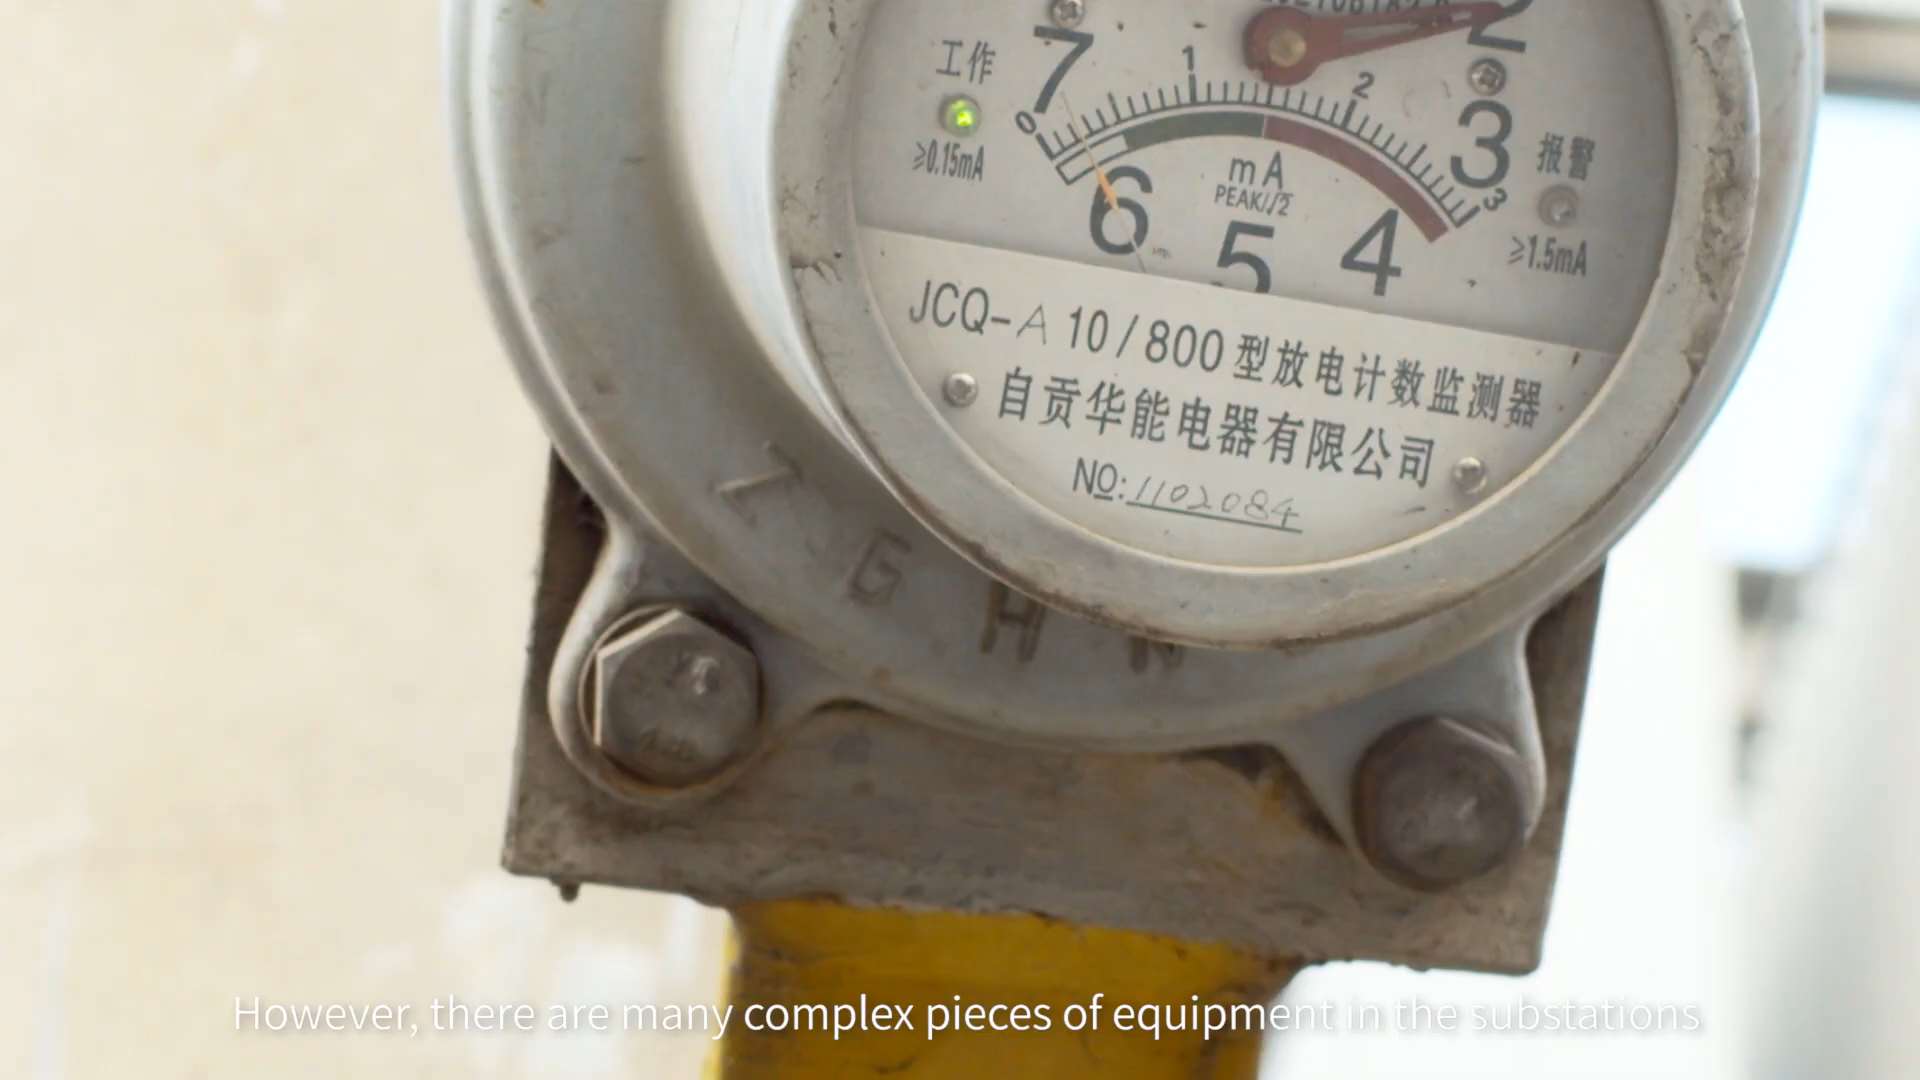 工作
≥0.15mA
7
2
3
4
5
6
0
1
2
3
mA
PEAK/√2
报警
≥1.5mA
JCQ-A 10/800型放电计数监测器
自贡华能电器有限公司
NO:1102084
Z G H N
However, there are many complex pieces of equipment in the substations